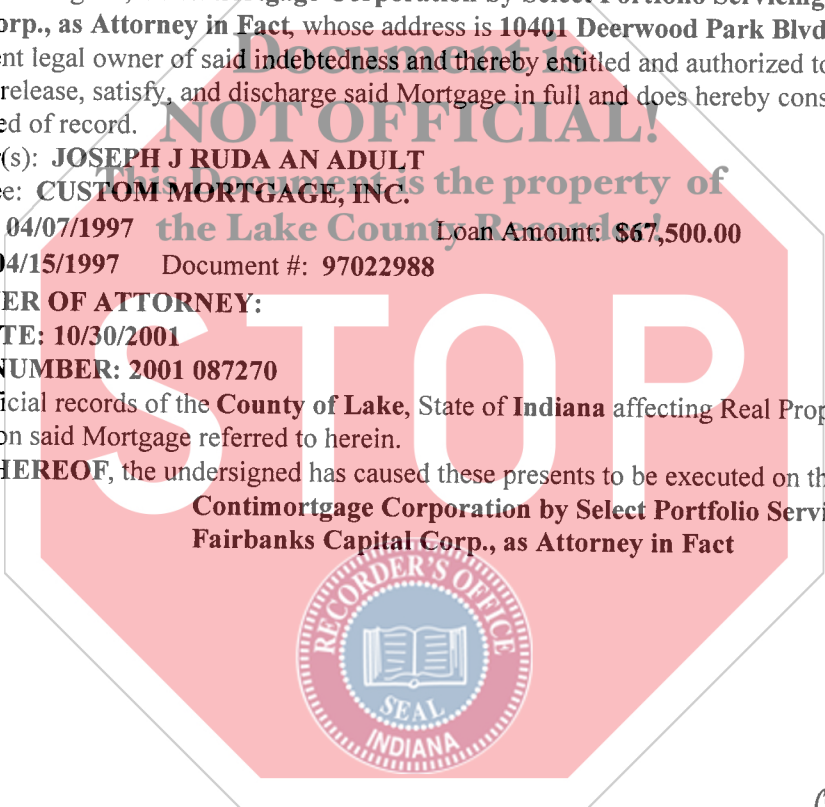 orp., as Attorney in Fact, whose address is 10401 Deerwood Park Blvd
nt legal owner of said indebtedness and thereby entitled and authorized to
release, satisfy, and discharge said Mortgage in full and does hereby cons
ed of record.
(s): JOSEPH J RUDA AN ADULT
e: CUSTOM MORTGAGE, INC.
04/07/1997 Loan Amount: $67,500.00
04/15/1997 Document #: 97022988
ER OF ATTORNEY:
TE: 10/30/2001
NUMBER: 2001 087270
icial records of the County of Lake, State of Indiana affecting Real Prop
on said Mortgage referred to herein.
HEREOF, the undersigned has caused these presents to be executed on th
Contimortgage Corporation by Select Portfolio Servi
Fairbanks Capital Corp., as Attorney in Fact
Document is
NOT OFFICIAL!
This Document is the property of
the Lake County Recorder!
STOP
RECORDER'S OFFICE
SEAL
INDIANA